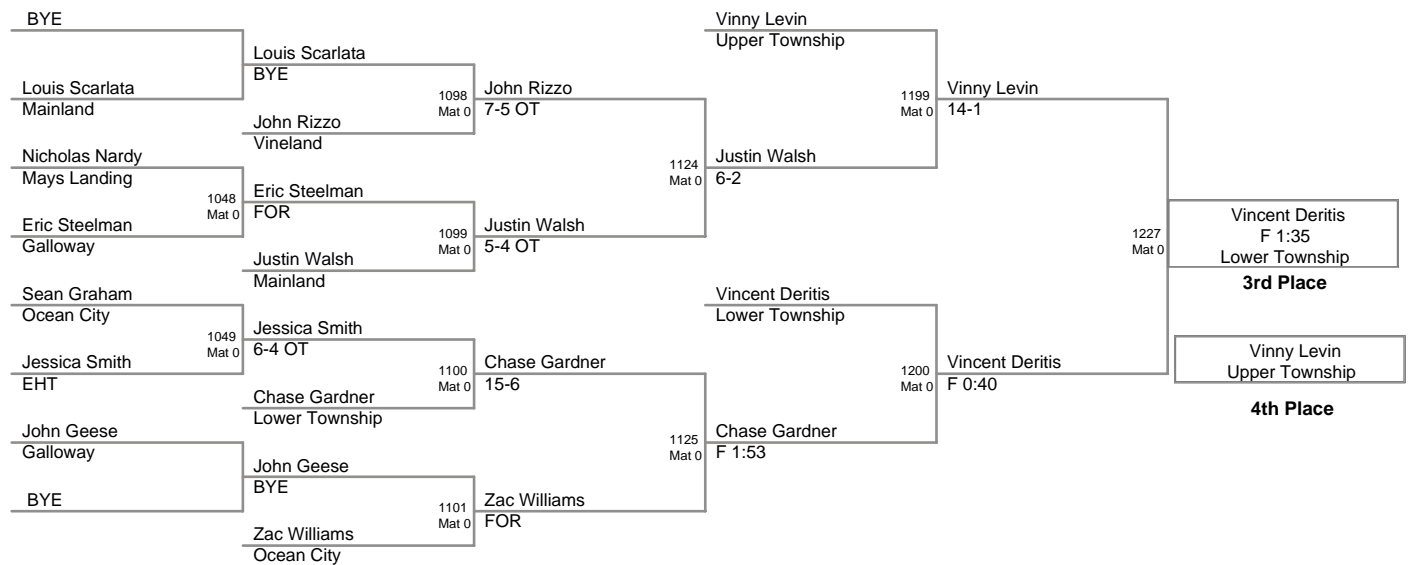 BYE
Louis Scarlata
Mainland
Nicholas Nardy
Mays Landing
1048
Mat 0
Eric Steelman
Galloway
Sean Graham
Ocean City
1049
Mat 0
Jessica Smith
EHT
John Geese
Galloway
BYE
Louis Scarlata
BYE
1098
Mat 0
John Rizzo
Vineland
Eric Steelman
FOR
1099
Mat 0
Justin Walsh
Mainland
Jessica Smith
6-4 OT
1100
Mat 0
Chase Gardner
Lower Township
John Geese
BYE
1101
Mat 0
Zac Williams
Ocean City
John Rizzo
7-5 OT
1124
Mat 0
Justin Walsh
5-4 OT
Chase Gardner
15-6
1125
Mat 0
Zac Williams
FOR
Vinny Levin
Upper Township
1199
Mat 0
Justin Walsh
6-2
Vincent Deritis
Lower Township
1200
Mat 0
Chase Gardner
F 1:53
Vinny Levin
14-1
1227
Mat 0
Vincent Deritis
F 0:40
Vincent Deritis
F 1:35
Lower Township
3rd Place
Vinny Levin
Upper Township
4th Place